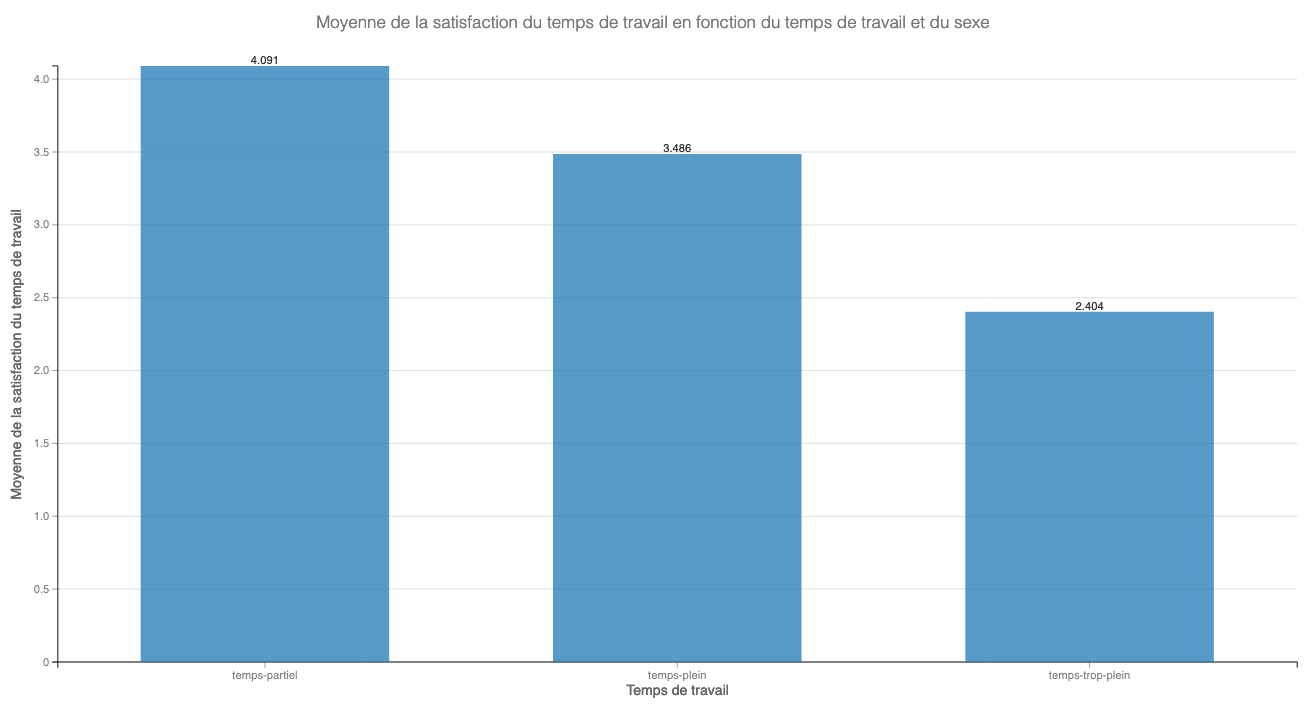 Moyenne de la satisfaction du temps de travail en fonction du temps de travail et du sexe
4.091
4.0
3.486
3.5
3.0
2.5
2.404
2.0
1.5
1.0
0.5
0
Moyenne de la satisfaction du temps de travail
temps-partiel
temps-plein
temps-trop-plein
Temps de travail